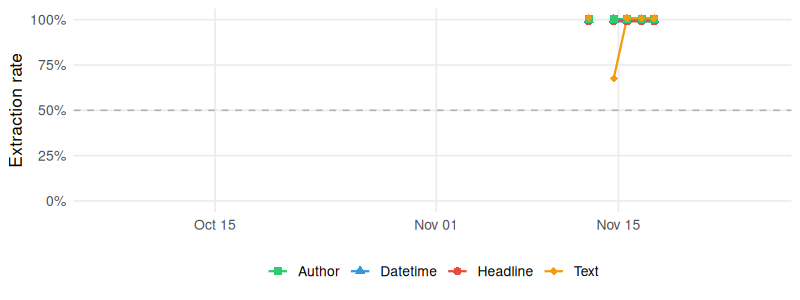 Extraction rate
100%
75%
50%
25%
0%
Oct 15 Nov 01 Nov 15
Author Datetime Headline Text